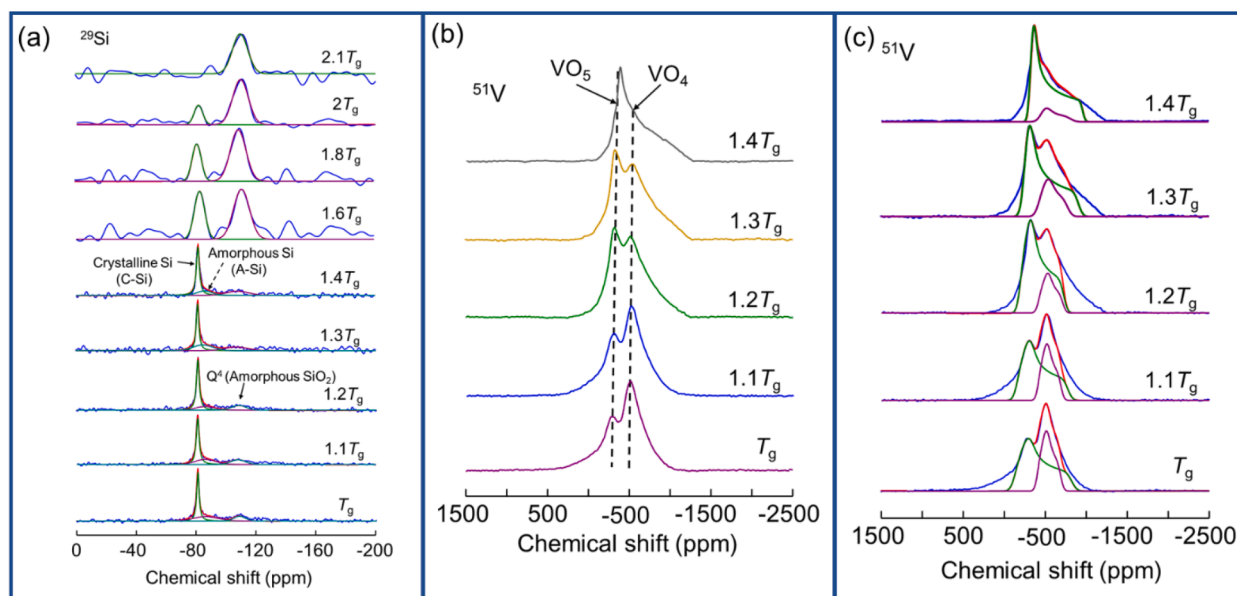 (a)
²⁹Si
2.1Tg
2Tg
1.8Tg
1.6Tg
Crystalline Si
(C-Si)
Amorphous Si
(A-Si)
1.4Tg
1.3Tg
Q⁴ (Amorphous SiO₂)
1.2Tg
1.1Tg
Tg
0 -40 -80 -120 -160 -200
Chemical shift (ppm)
(b)
VO₅
VO₄
⁵¹V
1.4Tg
1.3Tg
1.2Tg
1.1Tg
Tg
1500 500 -500 -1500 -2500
Chemical shift (ppm)
(c)
⁵¹V
1.4Tg
1.3Tg
1.2Tg
1.1Tg
Tg
1500 500 -500 -1500 -2500
Chemical shift (ppm)